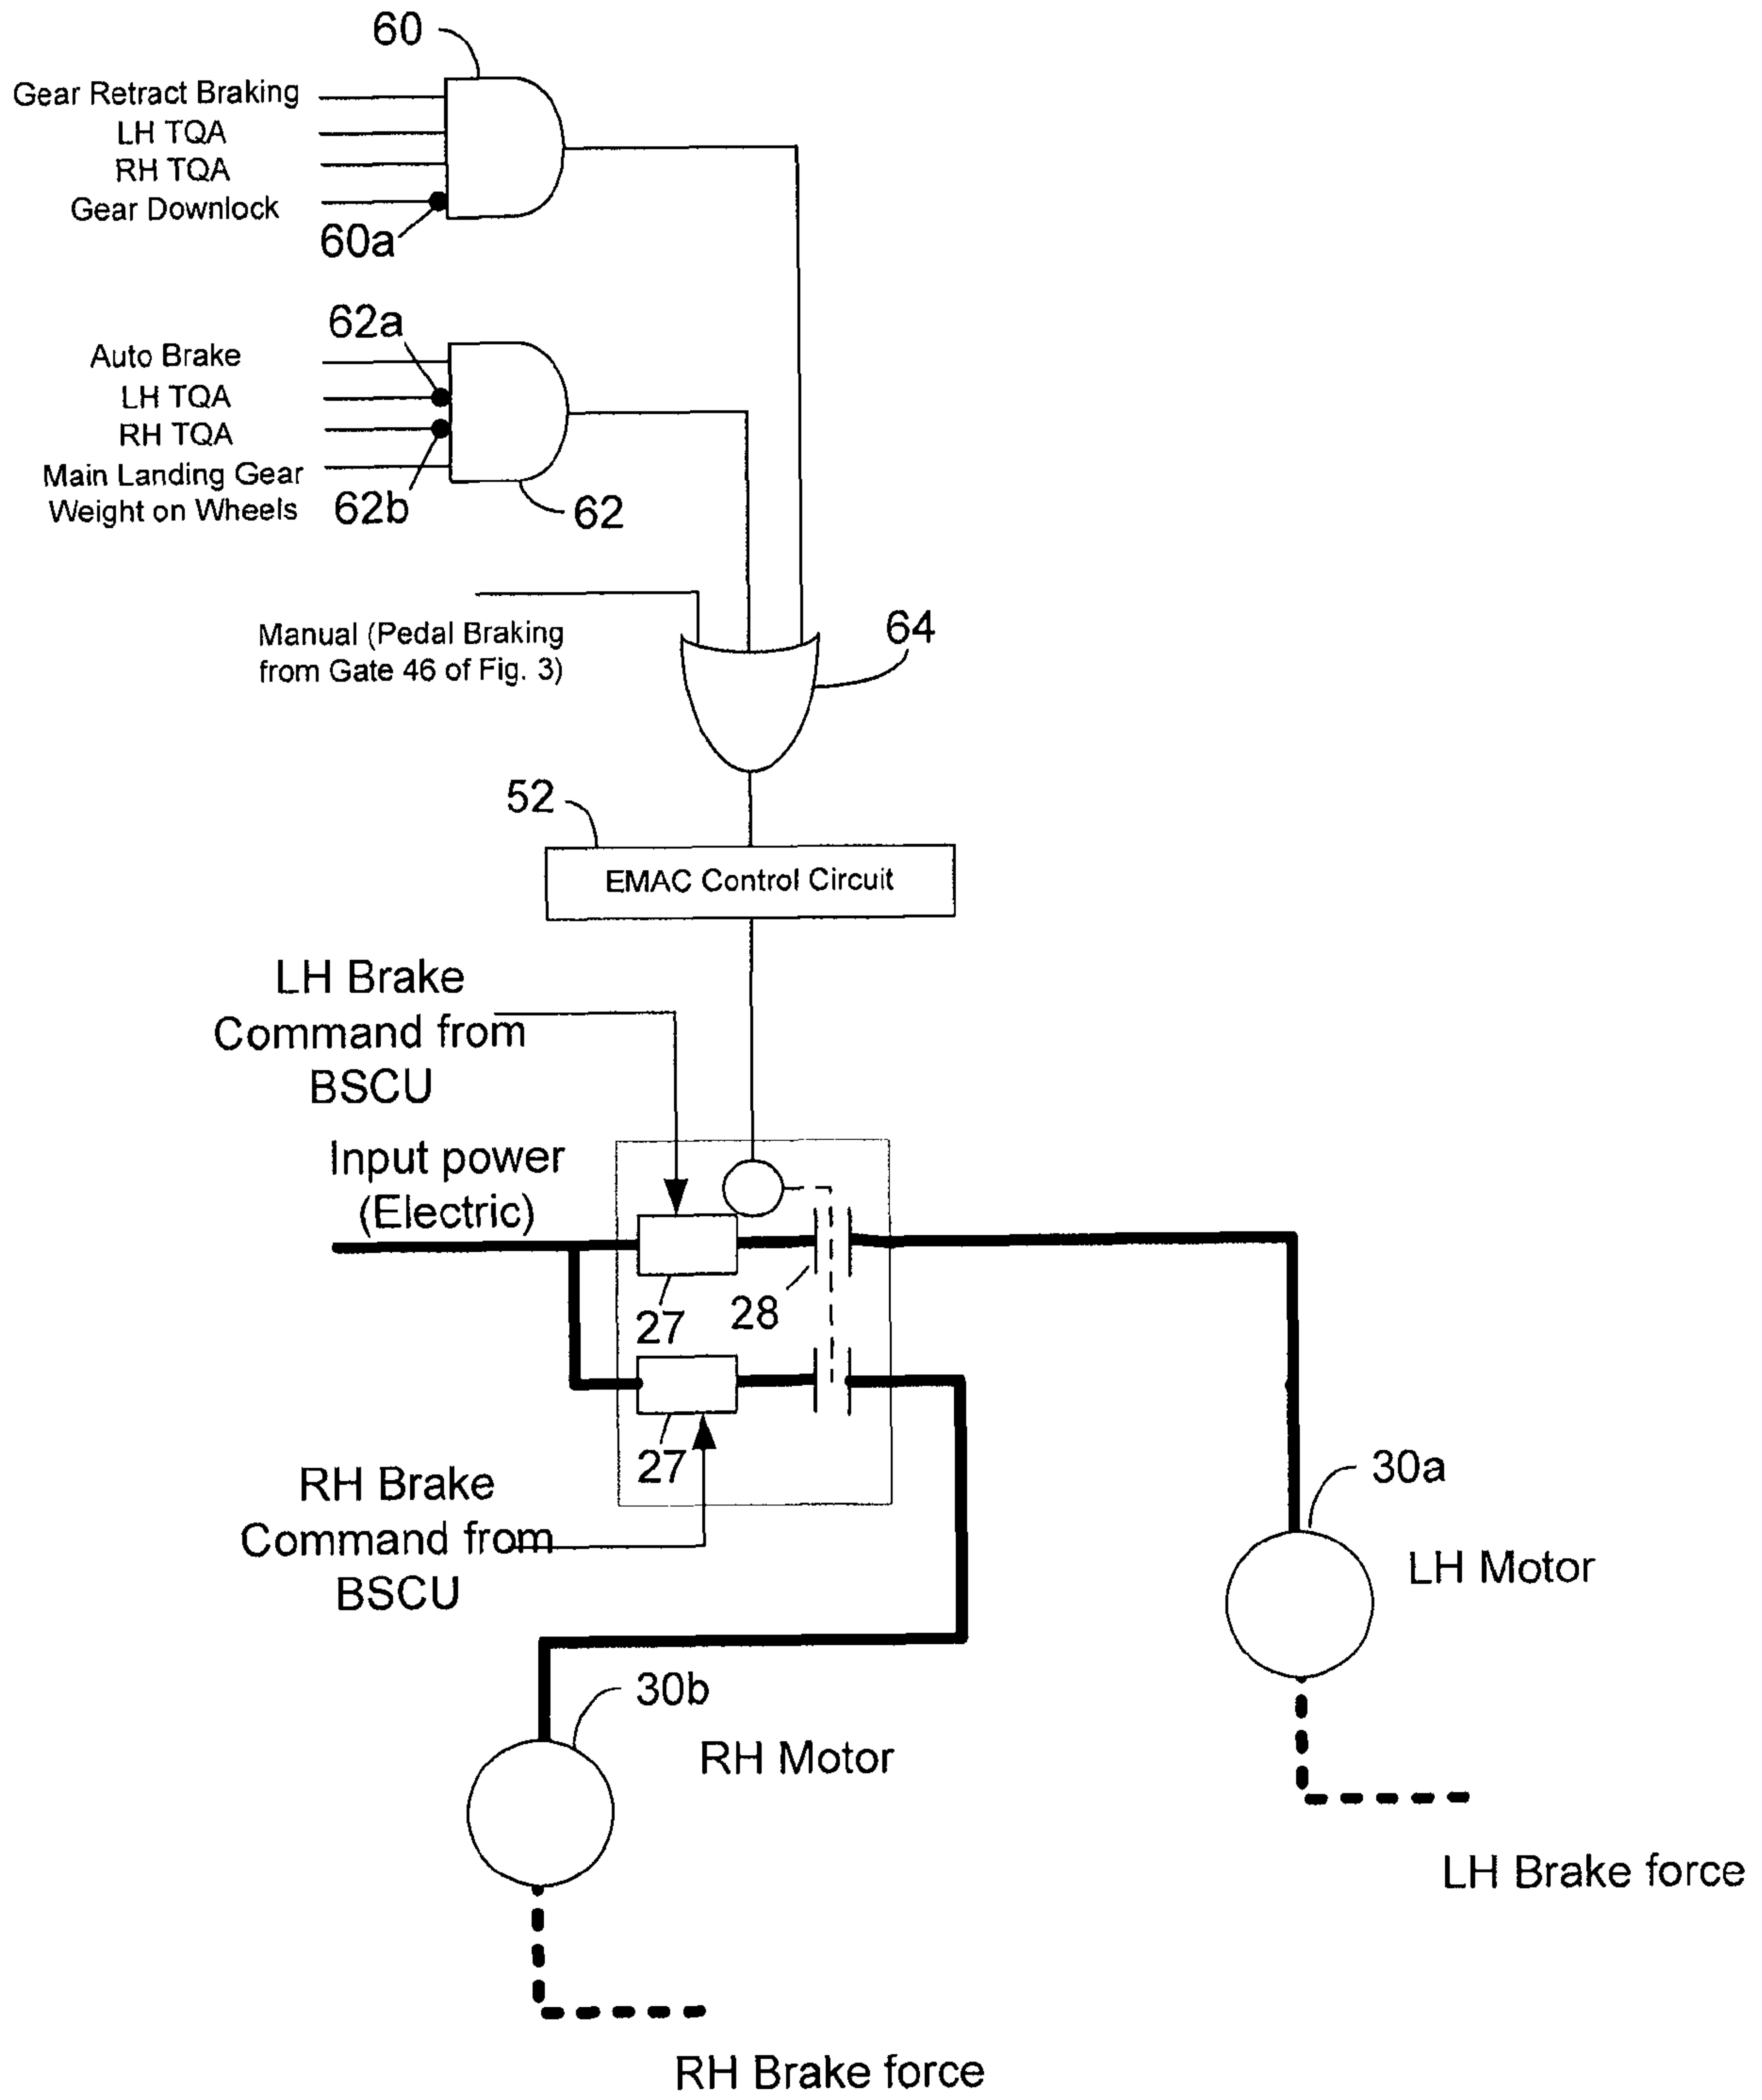 60
Gear Retract Braking
LH TQA
RH TQA
Gear Downlock
60a
62a
Auto Brake
LH TQA
RH TQA
Main Landing Gear
Weight on Wheels
62b
62
Manual (Pedal Braking
from Gate 46 of Fig. 3)
64
52
EMAC Control Circuit
LH Brake
Command from
BSCU
Input power
(Electric)
27
28
27
RH Brake
Command from
BSCU
30a
LH Motor
30b
RH Motor
LH Brake force
RH Brake force